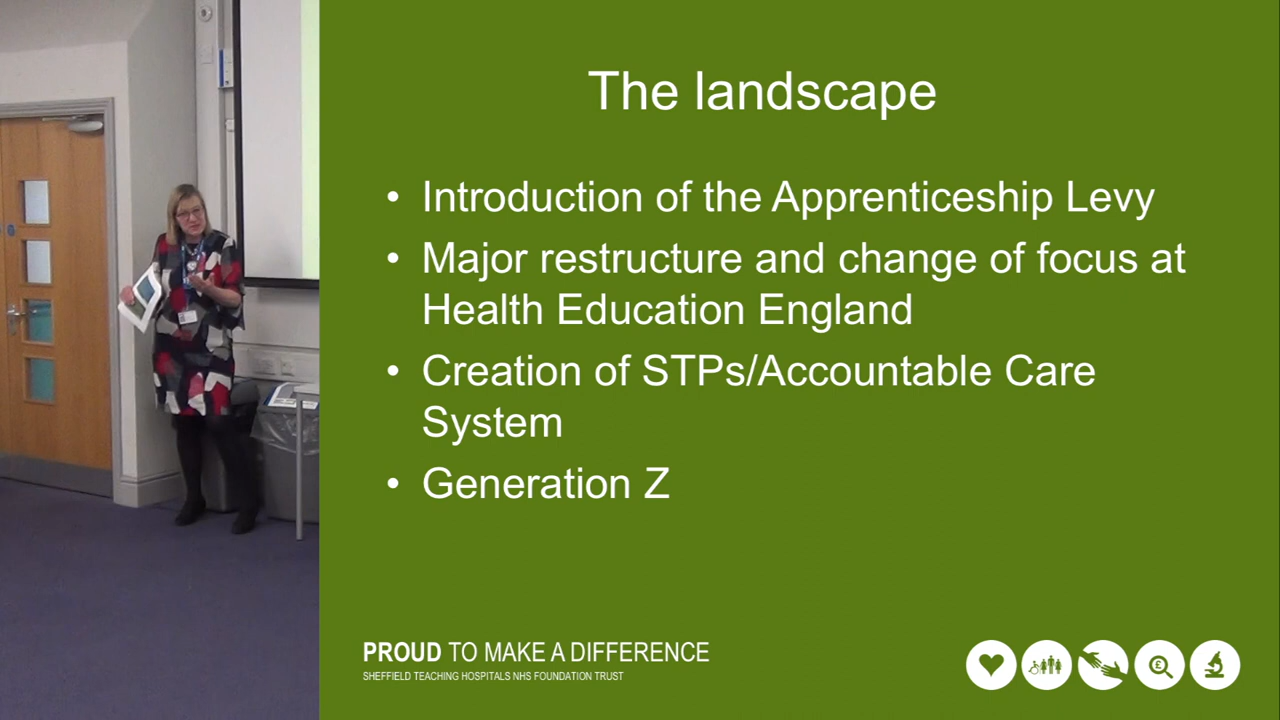 The landscape
• Introduction of the Apprenticeship Levy
• Major restructure and change of focus at
Health Education England
• Creation of STPs/Accountable Care
System
• Generation Z
PROUD TO MAKE A DIFFERENCE
SHEFFIELD TEACHING HOSPITALS NHS FOUNDATION TRUST
£